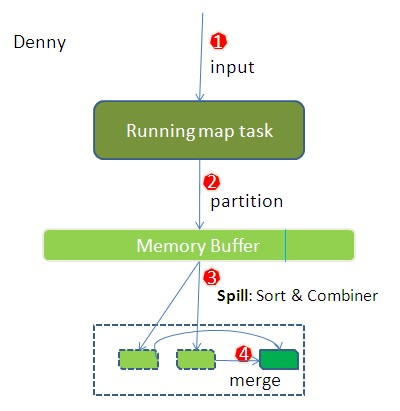 Denny
1
input
Running map task
2
partition
Memory Buffer
3
Spill: Sort & Combiner
4
merge